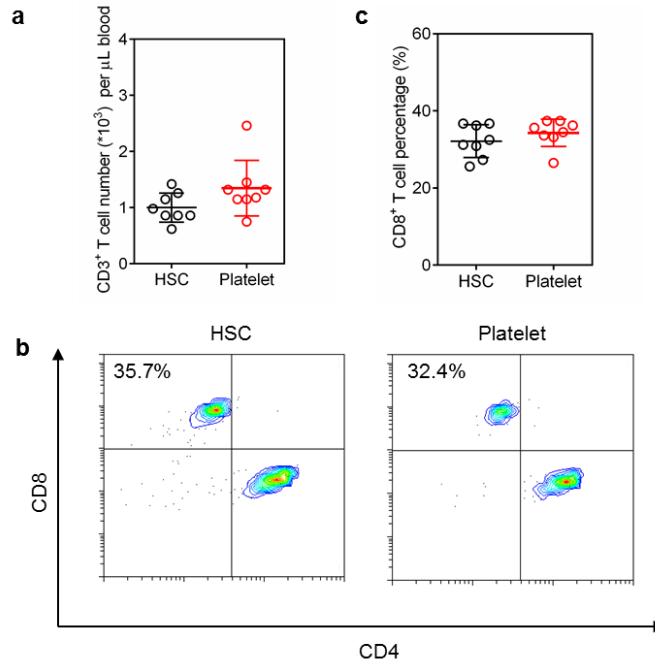 a
CD3+ T cell number (*10³) per µL blood
4
3
2
1
0
HSC Platelet
c
CD8+ T cell percentage (%)
60
40
20
0
HSC Platelet
b
HSC
35.7%
Platelet
32.4%
CD8
CD4